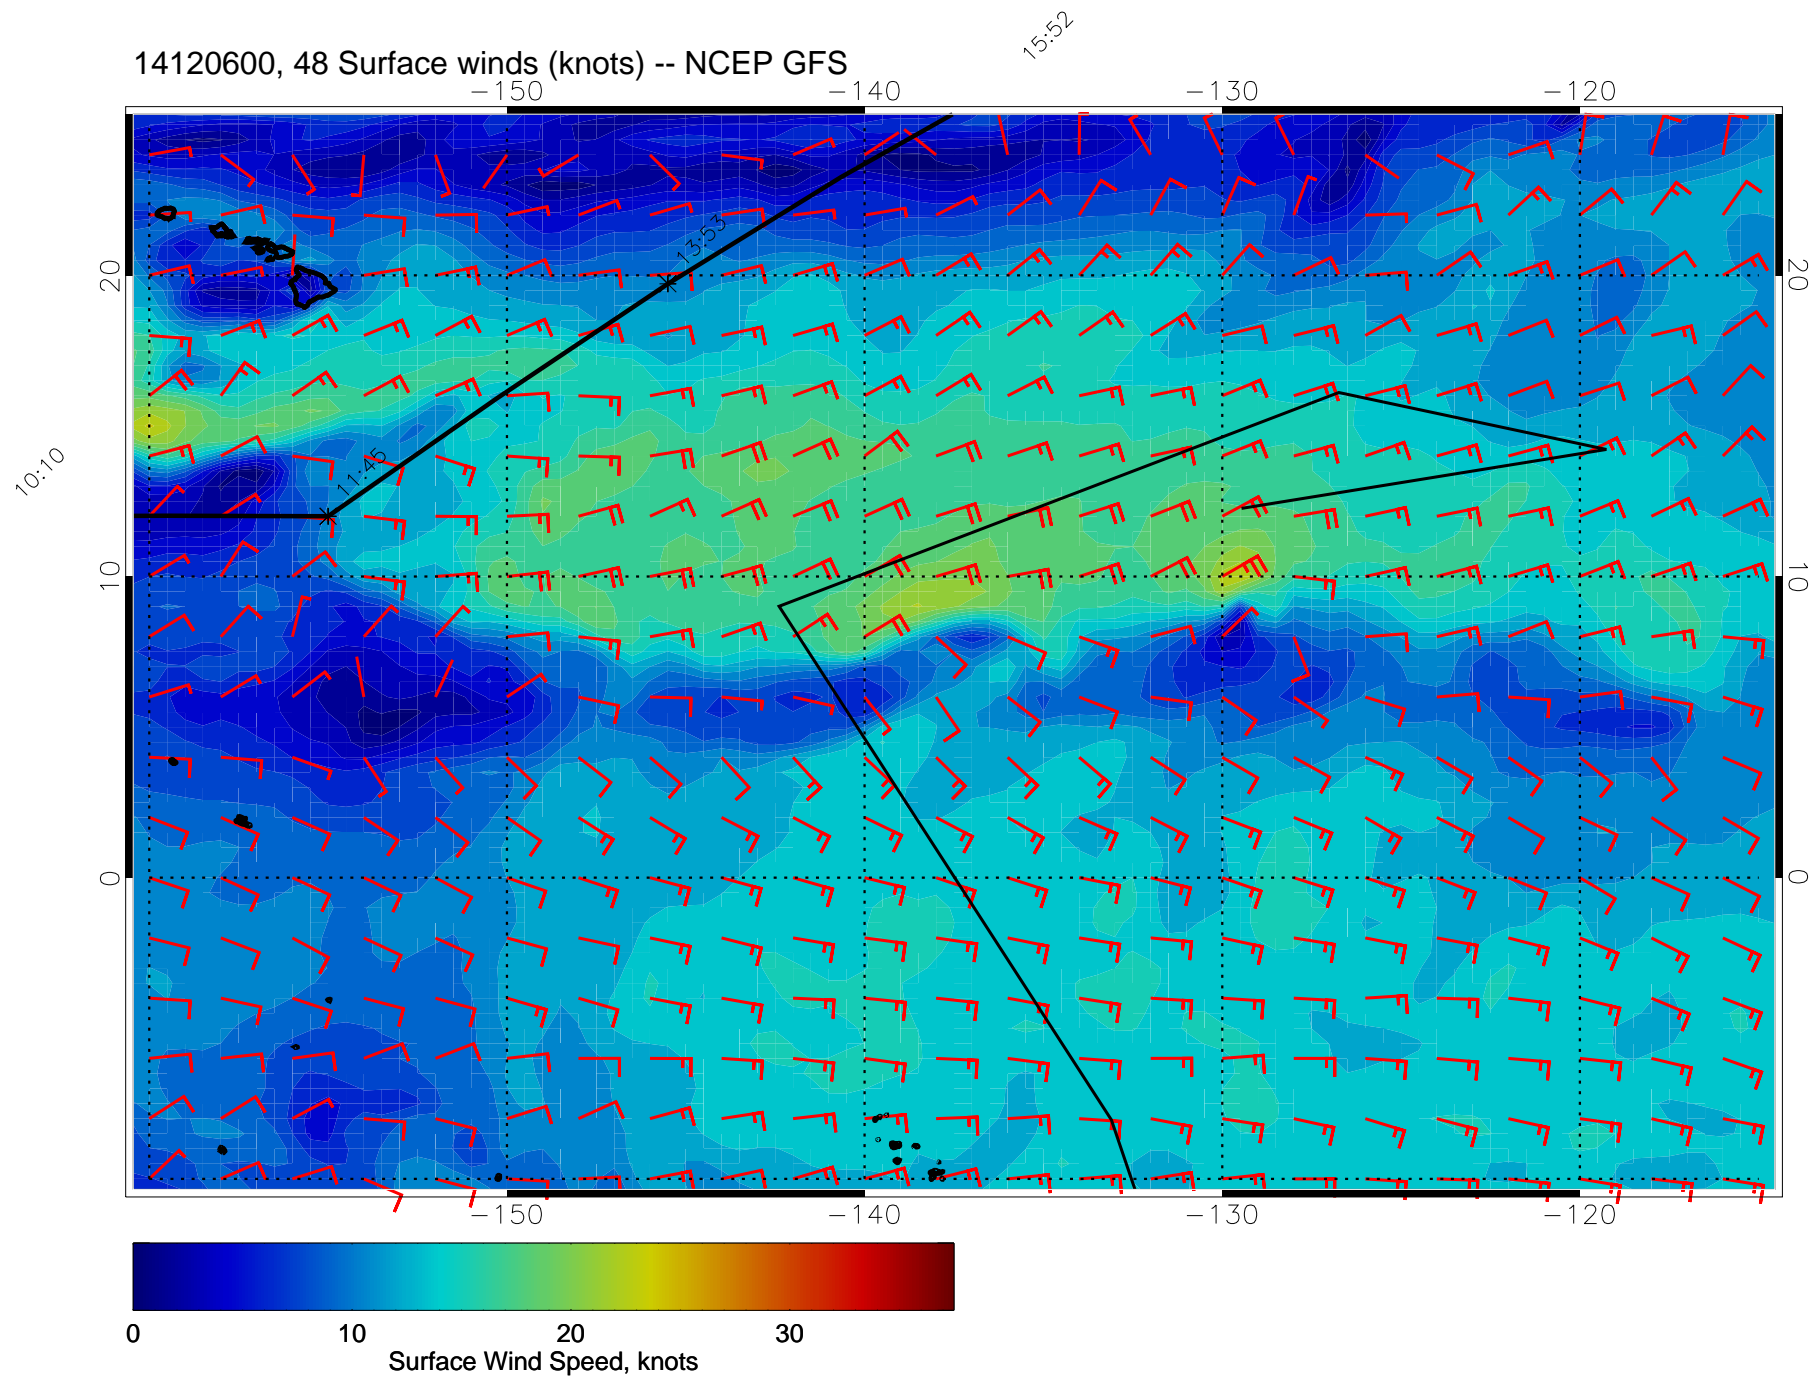 15:52
14120600, 48 Surface winds (knots) -- NCEP GFS
-150 -140 -130 -120
13:53
20 20
10:10
11:45
10 10
0 0
-150 -140 -130 -120
0 10 20 30
Surface Wind Speed, knots